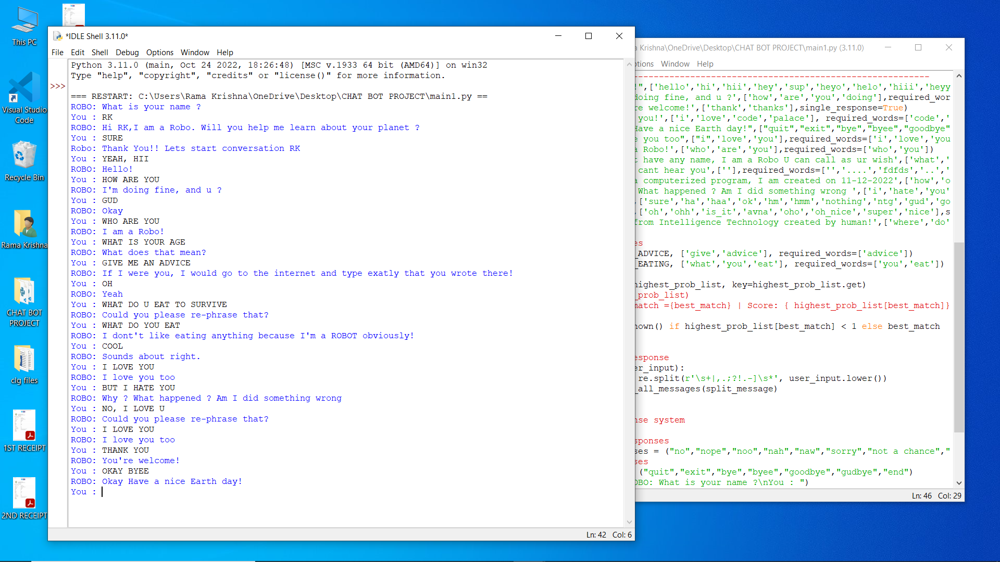 This PC
Visual Studio
Code
Recycle Bin
Rama Krishna
CHAT BOT
PROJECT
clg files
1ST RECEIPT
2ND RECEIPT
*IDLE Shell 3.11.0*
File Edit Shell Debug Options Window Help
Python 3.11.0 (main, Oct 24 2022, 18:26:48) [MSC v.1933 64 bit (AMD64)] on win32
Type "help", "copyright", "credits" or "license()" for more information.
>>>
=== RESTART: C:\Users\Rama Krishna\OneDrive\Desktop\CHAT BOT PROJECT\main1.py ==
ROBO: What is your name ?
You : RK
ROBO: Hi RK,I am a Robo. Will you help me learn about your planet ?
You : SURE
Robo: Thank You!! Lets start conversation RK
You : YEAH, HII
ROBO: Hello!
You : HOW ARE YOU
ROBO: I'm doing fine, and u ?
You : GUD
ROBO: Okay
You : WHO ARE YOU
ROBO: I am a Robo!
You : WHAT IS YOUR AGE
ROBO: What does that mean?
You : GIVE ME AN ADVICE
ROBO: If I were you, I would go to the internet and type exatly that you wrote there!
You : OH
ROBO: Yeah
You : WHAT DO U EAT TO SURVIVE
ROBO: Could you please re-phrase that?
You : WHAT DO YOU EAT
ROBO: I dont't like eating anything because I'm a ROBOT obviously!
You : COOL
ROBO: Sounds about right.
You : I LOVE YOU
ROBO: I love you too
You : BUT I HATE YOU
ROBO: Why ? What happened ? Am I did something wrong
You : NO, I LOVE U
ROBO: Could you please re-phrase that?
You : I LOVE YOU
ROBO: I love you too
You : THANK YOU
ROBO: You're welcome!
You : OKAY BYEE
ROBO: Okay Have a nice Earth day!
You :
Ln: 42 Col: 6
a Krishna\OneDrive\Desktop\CHAT BOT PROJECT\main1.py (3.11.0)
ptions Window Help
------------------------------------------------------------
!",['hello','hi','hii','hey','sup','heyo','helo','hiii','heyy
doing fine, and u ?',['how','are','you','doing'],required_wor
re welcome!',['thank','thanks'],single_response=True)
you!',['i','love','code','palace'], required_words=['code','
Have a nice Earth day!",["quit","exit","bye","byee","goodbye"
e you too",["i",'love','you'],required_words=['i','love','you
a Robo!',['who','are','you'],required_words=['who','you'])
t have any name, I am a Robo U can call as ur wish',['what','
cant hear you',[''],required_words=['','....','fdfds','..','
a computerized program, I am created on 11-12-2022',['how','o
What happened ? Am I did something wrong ',['i','hate','you'
,['sure','ha','haa','ok','hm','hmm','nothing','ntg','gud','go
,['oh','ohh','is_it','avna','oho','oh_nice','super','nice'],s
from Intelligence Technology created by human!',['where','do'
es
_ADVICE, ['give','advice'], required_words=['advice'])
_EATING, ['what','you','eat'], required_words=['you','eat'])
highest_prob_list, key=highest_prob_list.get)
_prob_list)
match ={best_match} | Score: { highest_prob_list[best_match]}
nown() if highest_prob_list[best_match] < 1 else best_match
esponse
er_input):
re.split(r'\s+|,.;?!.-]\s*', user_input.lower())
_all_messages(split_message)
nse system
sponses
ses = ("no","nope","noo","nah","naw","sorry","not a chance","
ses
("quit","exit","bye","byee","goodbye","gudbye","end")
OBO: What is your name ?\nYou : ")
Ln: 46 Col: 29